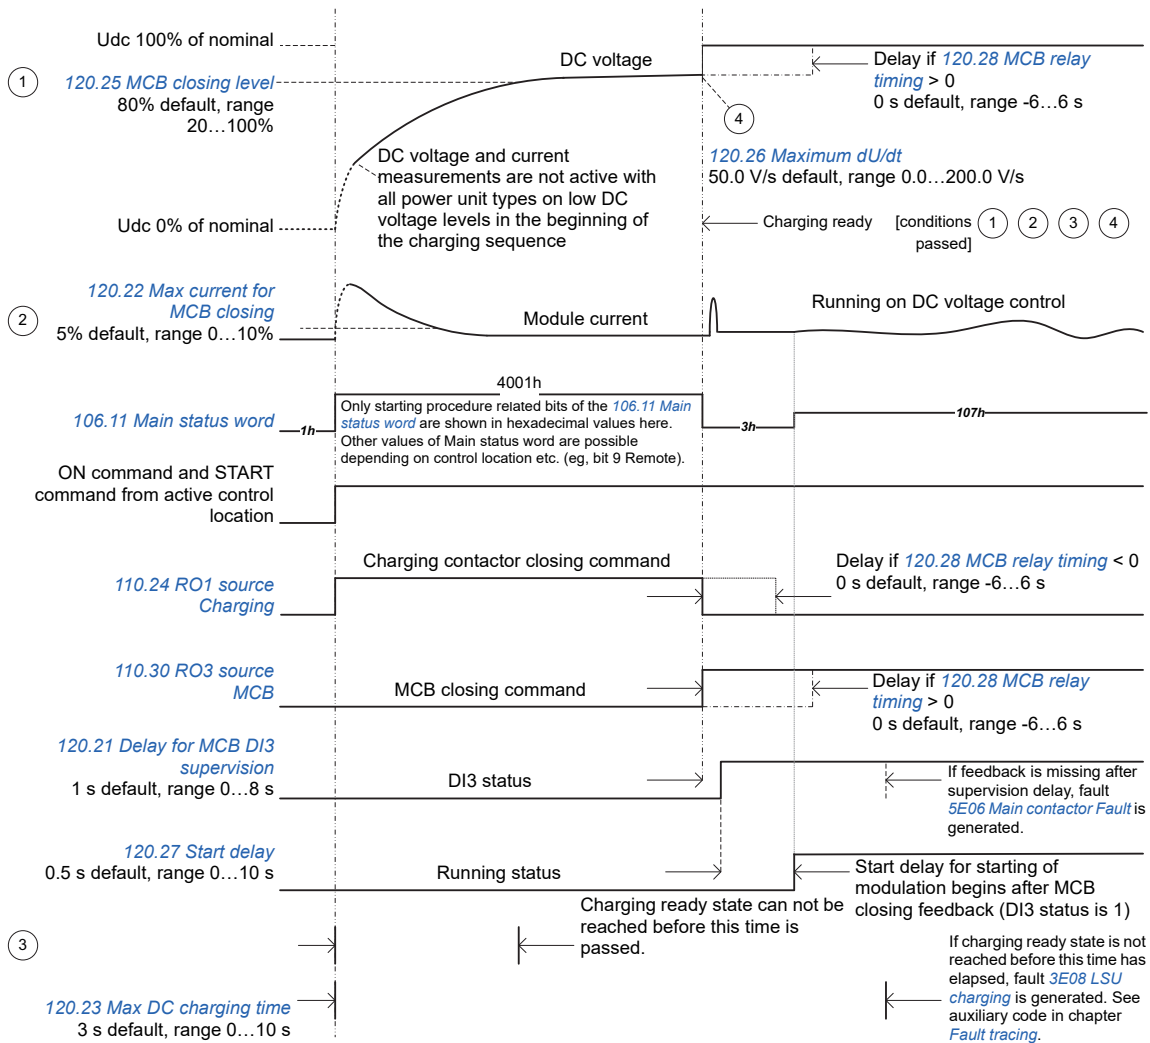 Udc 100% of nominal
DC voltage
Delay if 120.28 MCB relay
timing > 0
0 s default, range -6…6 s
1
120.25 MCB closing level
80% default, range
20…100%
4
DC voltage and current
measurements are not active with
all power unit types on low DC
voltage levels in the beginning of
the charging sequence
120.26 Maximum dU/dt
50.0 V/s default, range 0.0…200.0 V/s
Udc 0% of nominal
Charging ready
[conditions
passed]
1 2 3 4
120.22 Max current for
MCB closing
5% default, range 0…10%
2
Module current
Running on DC voltage control
4001h
106.11 Main status word
1h
Only starting procedure related bits of the 106.11 Main
status word are shown in hexadecimal values here.
Other values of Main status word are possible
depending on control location etc. (eg, bit 9 Remote).
3h
107h
ON command and START
command from active control
location
Charging contactor closing command
Delay if 120.28 MCB relay timing < 0
0 s default, range -6…6 s
110.24 RO1 source
Charging
110.30 RO3 source
MCB
MCB closing command
Delay if 120.28 MCB relay
timing > 0
0 s default, range -6…6 s
120.21 Delay for MCB DI3
supervision
1 s default, range 0…8 s
DI3 status
If feedback is missing after
supervision delay, fault
5E06 Main contactor Fault is
generated.
120.27 Start delay
0.5 s default, range 0…10 s
Running status
Start delay for starting of
modulation begins after MCB
closing feedback (DI3 status is 1)
Charging ready state can not be
reached before this time is
passed.
3
If charging ready state is not
reached before this time has
elapsed, fault 3E08 LSU
charging is generated. See
auxiliary code in chapter
Fault tracing.
120.23 Max DC charging time
3 s default, range 0…10 s